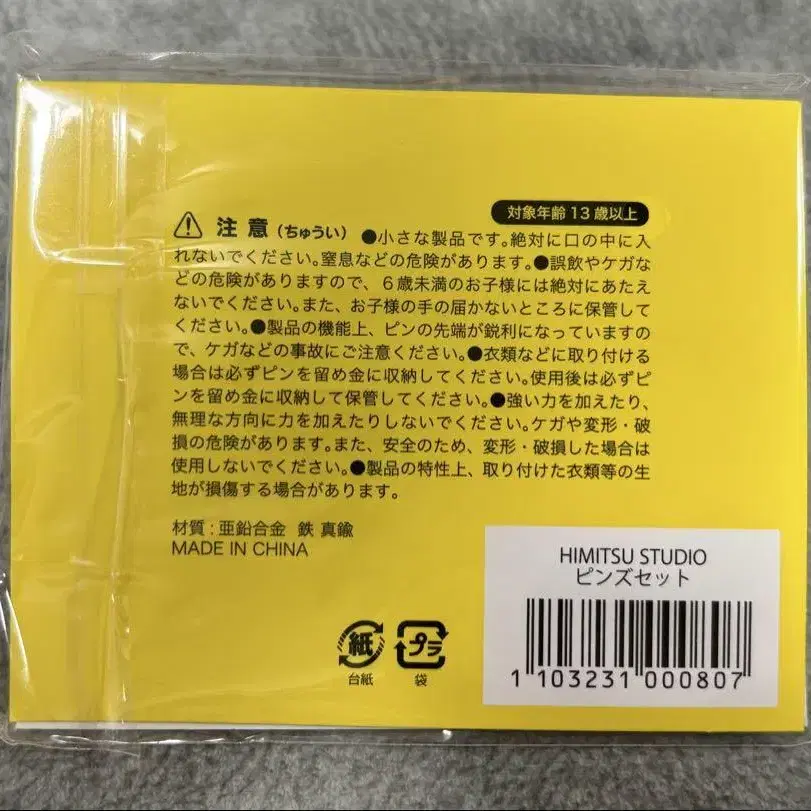 対象年齢 13 歳以上
注意（ちゅうい）●小さな製品です。絶対に口の中に入
れないでください。窒息などの危険があります。●誤飲やケガな
どの危険がありますので、６歳未満のお子様には絶対にあたえ
ないでください。また、お子様の手の届かないところに保管して
ください。●製品の機能上、ピンの先端が鋭利になっていますの
で、ケガなどの事故にご注意ください。●衣類などに取り付ける
場合は必ずピンを留め金に収納してください。使用後は必ずピ
ンを留め金に収納して保管してください。●強い力を加えたり、
無理な方向に力を加えたりしないでください。ケガや変形・破
損の危険があります。また、安全のため、変形・破損した場合は
使用しないでください。●製品の特性上、取り付けた衣類等の生
地が損傷する場合があります。
材質：亜鉛合金 鉄 真鍮
MADE IN CHINA
HIMITSU STUDIO
ピンズセット
紙 プラ
台紙 袋
1 103231 000807